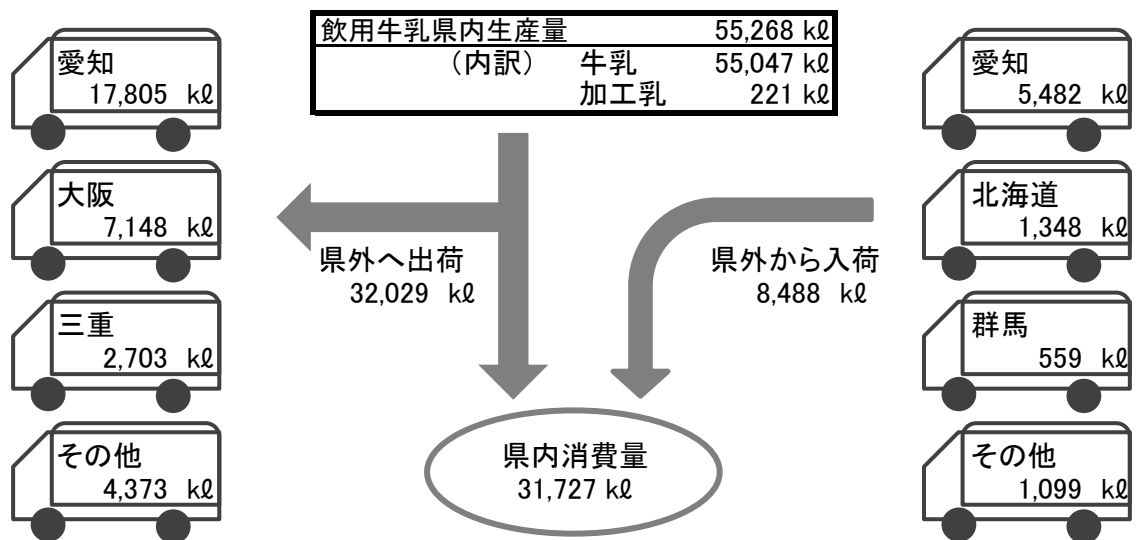 飲用牛乳県内生産量 55,268 kℓ
(内訳) 牛乳 55,047 kℓ
加工乳 221 kℓ
愛知
17,805 kℓ
大阪
7,148 kℓ
三重
2,703 kℓ
その他
4,373 kℓ
県外へ出荷
32,029 kℓ
県外から入荷
8,488 kℓ
愛知
5,482 kℓ
北海道
1,348 kℓ
群馬
559 kℓ
その他
1,099 kℓ
県内消費量
31,727 kℓ